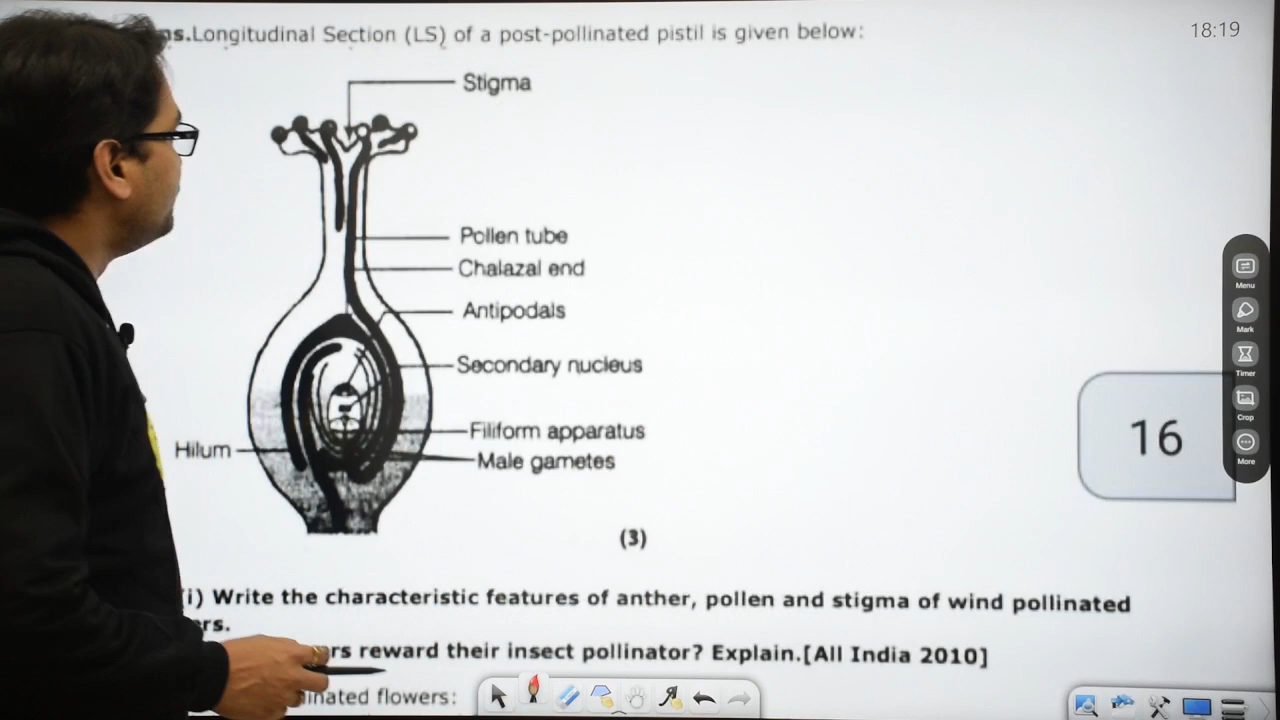 ns.Longitudinal Section (LS) of a post-pollinated pistil is given below:
18:19
Stigma
Pollen tube
Chalazal end
Antipodals
Secondary nucleus
Filiform apparatus
Hilum
Male gametes
(3)
16
Menu
Mark
Timer
Crop
More
i) Write the characteristic features of anther, pollen and stigma of wind pollinated
rs.
rs reward their insect pollinator? Explain.[All India 2010]
inated flowers: